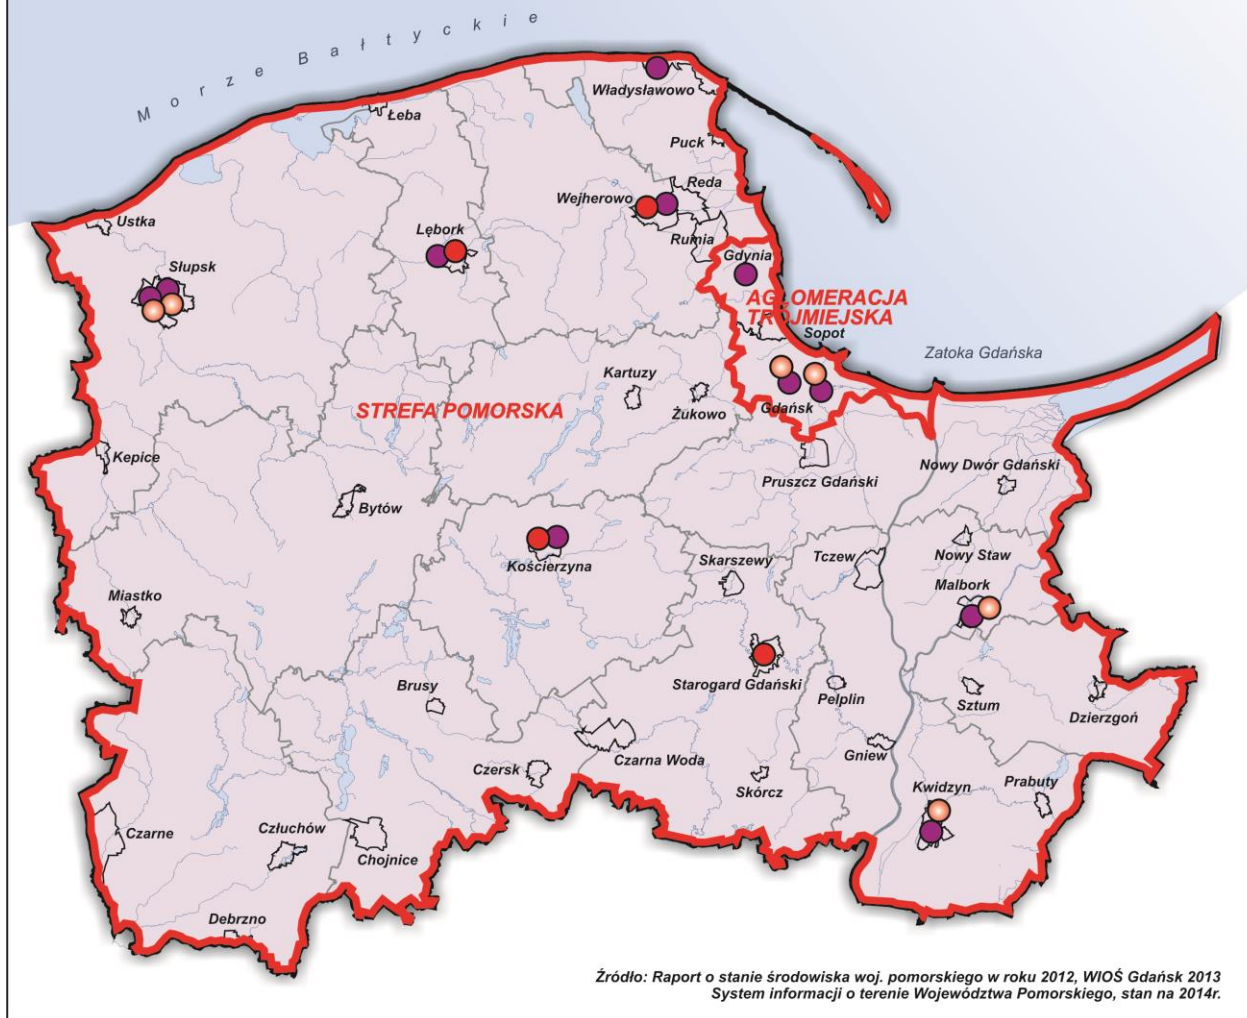 Morze Bałtyckie
Władysławowo
Łeba
Puck
Reda
Wejherowo
Ustka
Lębork
Rumia
Gdynia
Słupsk
AGLOMERACJA
TRÓJMIEJSKA
Sopot
Zatoka Gdańska
Kartuzy
STREFA POMORSKA
Żukowo
Gdańsk
Kępice
Nowy Dwór Gdański
Pruszcz Gdański
Bytów
Skarszewy
Tczew
Nowy Staw
Kościerzyna
Malbork
Miastko
Starogard Gdański
Brusy
Pelplin
Sztum
Dzierzgoń
Gniew
Czarna Woda
Czersk
Skórcz
Kwidzyn
Prabuty
Czarne
Człuchów
Chojnice
Debrzno
Źródło: Raport o stanie środowiska woj. pomorskiego w roku 2012, WIOŚ Gdańsk 2013
System informacji o terenie Województwa Pomorskiego, stan na 2014r.